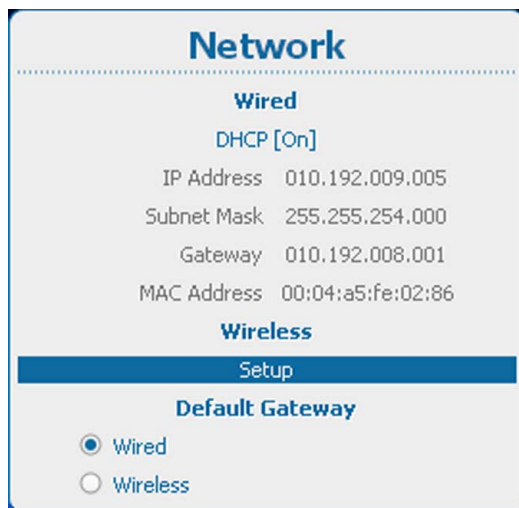 Network
Wired
DHCP [On]
IP Address 010.192.009.005
Subnet Mask 255.255.254.000
Gateway 010.192.008.001
MAC Address 00:04:a5:fe:02:86
Wireless
Setup
Default Gateway
Wired
Wireless